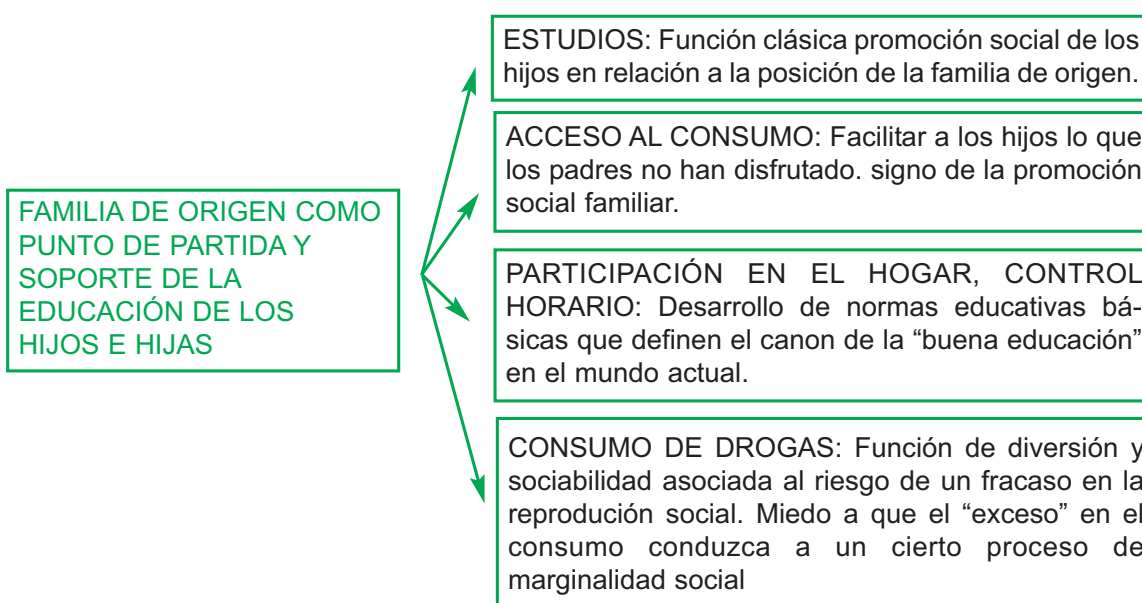 FAMILIA DE ORIGEN COMO
PUNTO DE PARTIDA Y
SOPORTE DE LA
EDUCACIÓN DE LOS
HIJOS E HIJAS
ESTUDIOS: Función clásica promoción social de los
hijos en relación a la posición de la familia de origen.
ACCESO AL CONSUMO: Facilitar a los hijos lo que
los padres no han disfrutado. signo de la promoción
social familiar.
PARTICIPACIÓN EN EL HOGAR, CONTROL
HORARIO: Desarrollo de normas educativas bá-
sicas que definen el canon de la “buena educación”
en el mundo actual.
CONSUMO DE DROGAS: Función de diversión y
sociabilidad asociada al riesgo de un fracaso en la
reprodución social. Miedo a que el “exceso” en el
consumo conduzca a un cierto proceso de
marginalidad social